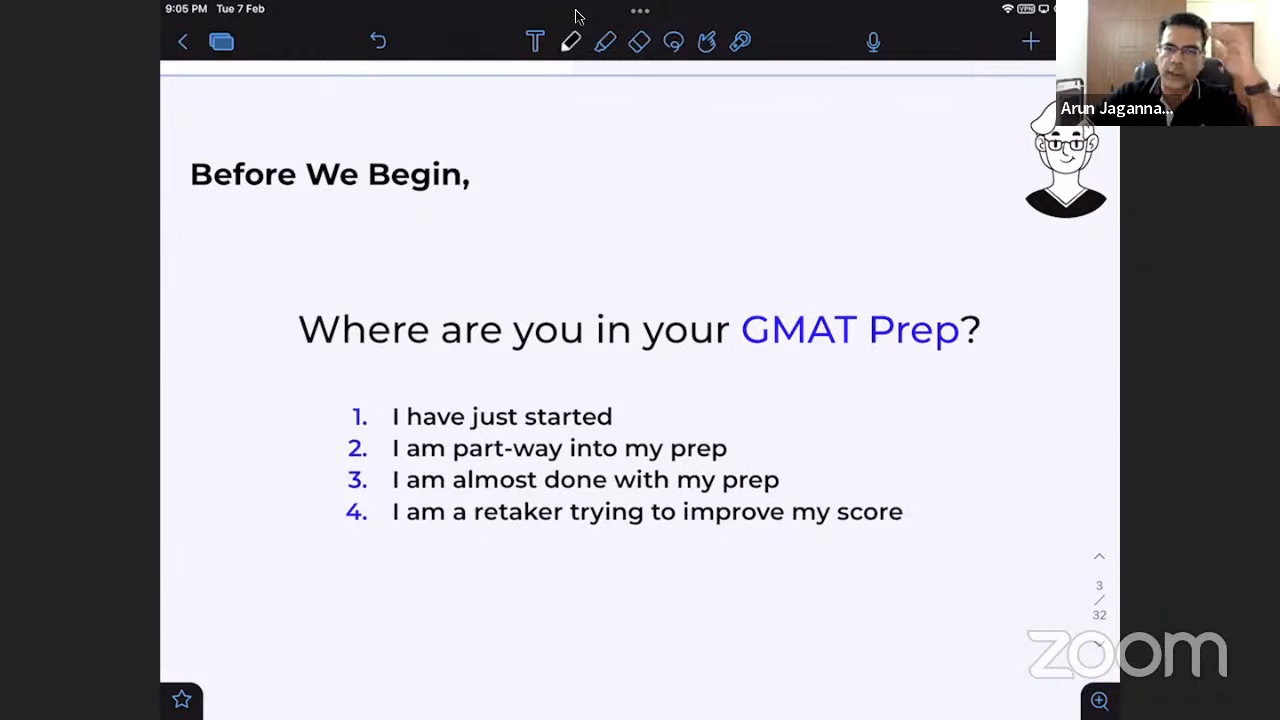 9:05 PM Tue 7 Feb
VPN
Arun Jaganna...
Before We Begin,
Where are you in your GMAT Prep?
1. I have just started
2. I am part-way into my prep
3. I am almost done with my prep
4. I am a retaker trying to improve my score
3
/
32
zoom